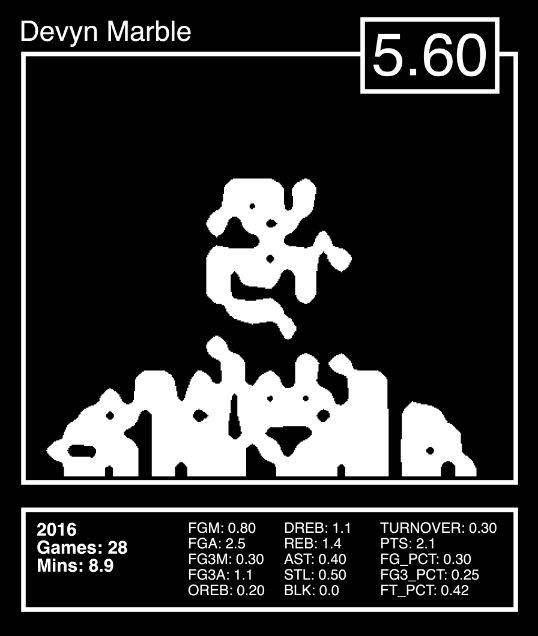 Devyn Marble
5.60
2016
Games: 28
Mins: 8.9
FGM: 0.80
FGA: 2.5
FG3M: 0.30
FG3A: 1.1
OREB: 0.20
DREB: 1.1
REB: 1.4
AST: 0.40
STL: 0.50
BLK: 0.0
TURNOVER: 0.30
PTS: 2.1
FG_PCT: 0.30
FG3_PCT: 0.25
FT_PCT: 0.42